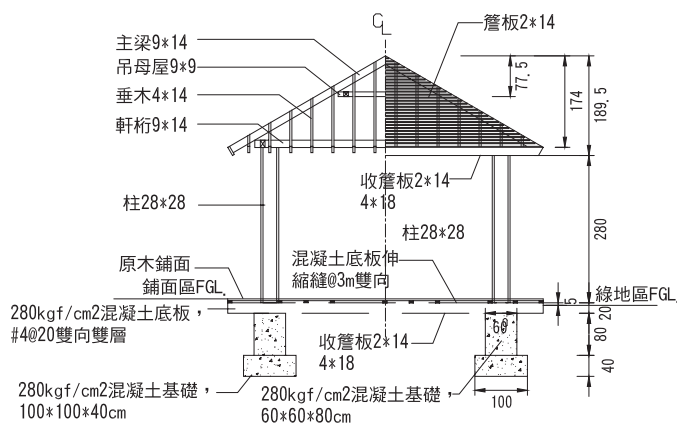 CL
主梁9*14
吊母屋9*9
垂木4*14
軒桁9*14
簷板2*14
77.5
174
189.5
收簷板2*14
4*18
柱28*28
柱28*28
280
原木鋪面
鋪面區FGL.
混凝土底板伸
縮縫@3m雙向
綠地區FGL.
280kgf/cm2混凝土底板，
#4@20雙向雙層
收簷板2*14
4*18
5
20
60
80
40
100
280kgf/cm2混凝土基礎，
100*100*40cm
280kgf/cm2混凝土基礎，
60*60*80cm